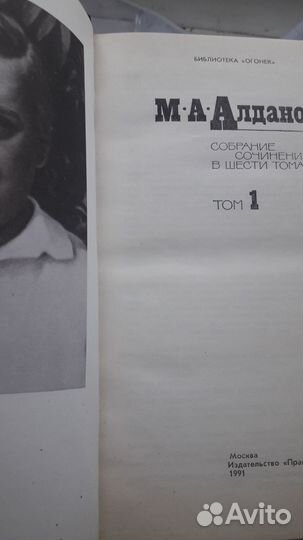 БИБЛИОТЕКА «ОГОНЕК»
М·А·Алдано
СОБРАНИЕ
СОЧИНЕНИ
В ШЕСТИ ТОМА
ТОМ 1
Москва
Издательство «Пра
1991
Avito